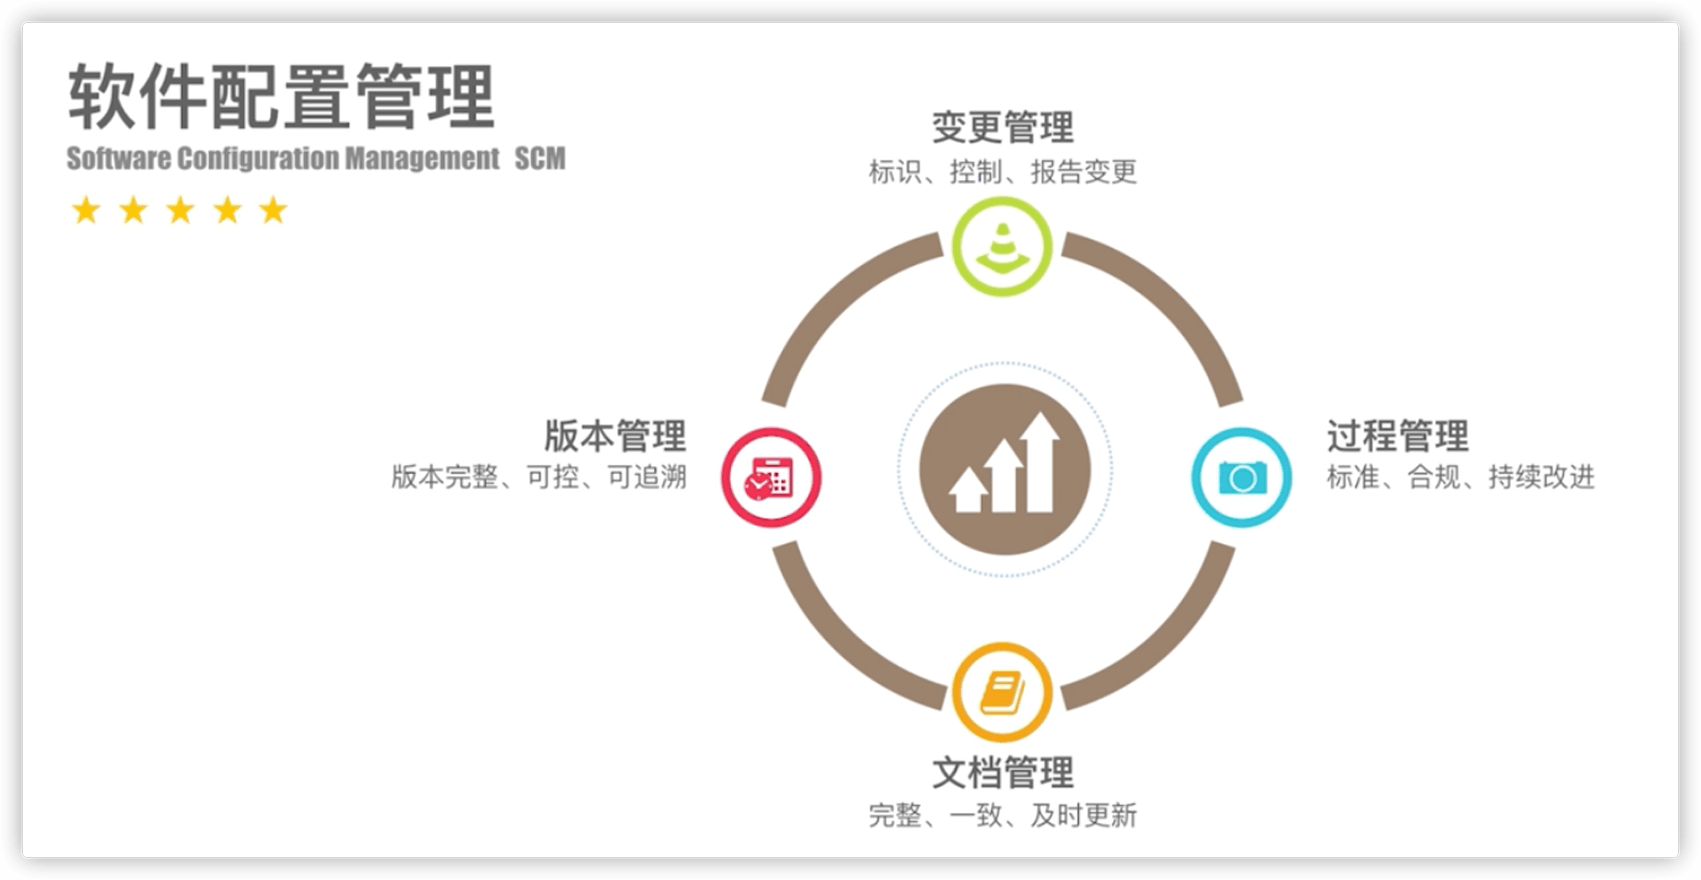 软件配置管理
Software Configuration Management SCM
变更管理
标识、控制、报告变更
版本管理
版本完整、可控、可追溯
过程管理
标准、合规、持续改进
文档管理
完整、一致、及时更新